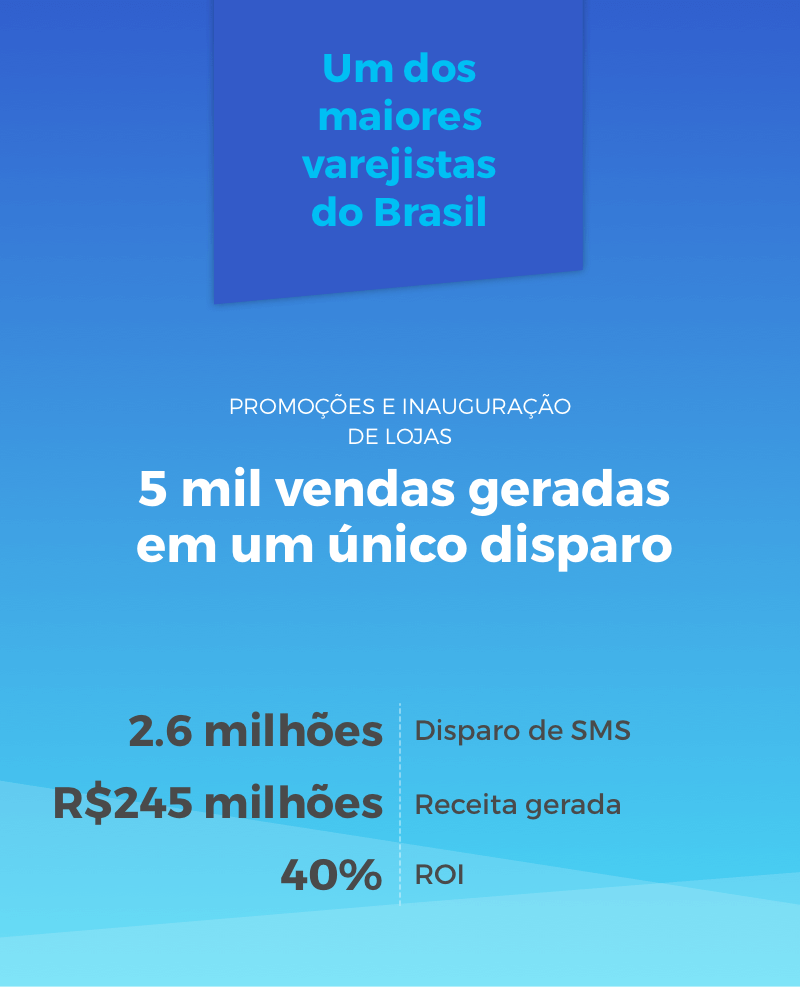 Um dos
maiores
varejistas
do Brasil
PROMOÇÕES E INAUGURAÇÃO
DE LOJAS
5 mil vendas geradas
em um único disparo
2.6 milhões Disparo de SMS
R$245 milhões Receita gerada
40% ROI